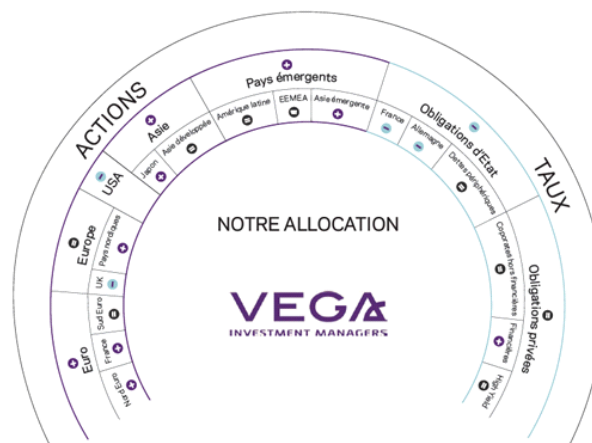 ACTIONS
TAUX
Euro
Europe
USA
Asie
Pays émergents
Obligations d'Etat
Obligations privées
Nord Euro
France
Sud Euro
UK
Pays nordiques
Japon
Asie développée
Amérique latine
EEMEA
Asie émergente
France
Allemagne
Dettes périphériques
Corporates hors financières
Financières
High Yield
NOTRE ALLOCATION
VEGA
INVESTMENT MANAGERS